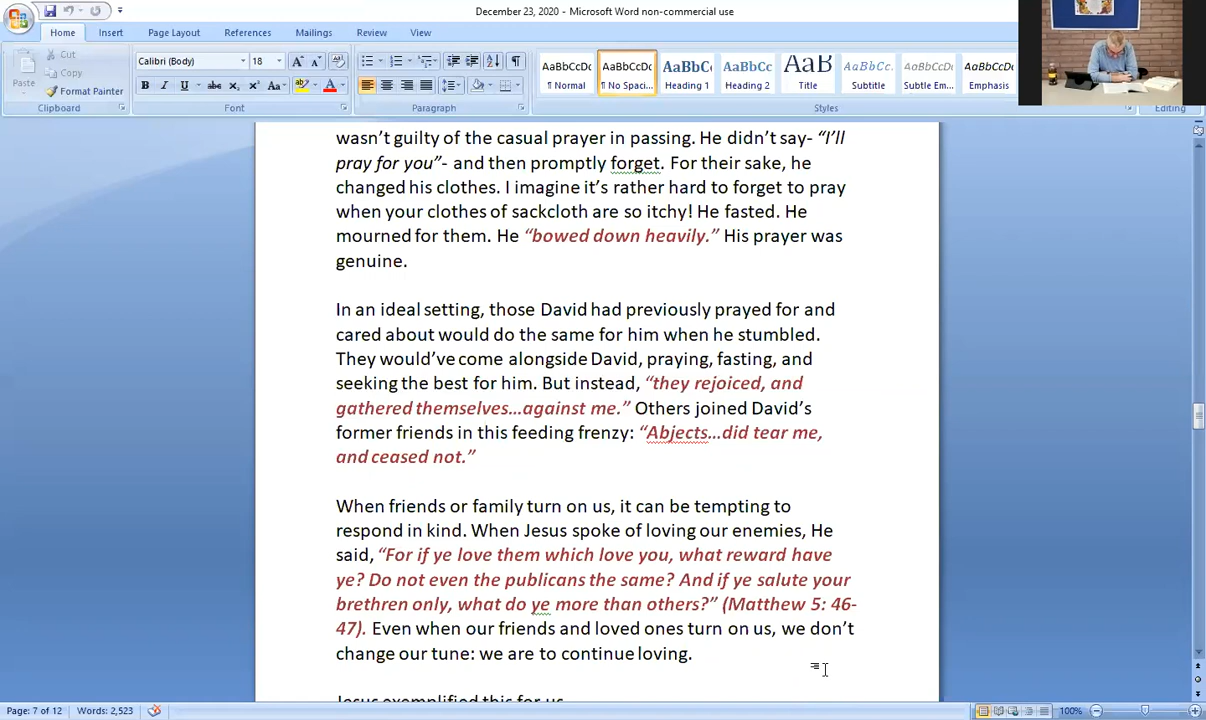 December 23, 2020 - Microsoft Word non-commercial use
Home Insert Page Layout References Mailings Review View
Paste Cut Copy Format Painter Clipboard
Calibri (Body) 18 Font
Paragraph
AaBbCcDc ¶ Normal AaBbCcDc ¶ No Spaci... AaBbCc Heading 1 AaBbCc Heading 2 AaB Title AaBbCc Subtitle AaBbCcDc Subtle Em... AaBbCcDc Emphasis Styles
Editing
wasn't guilty of the casual prayer in passing. He didn't say- “I'll
pray for you”- and then promptly forget. For their sake, he
changed his clothes. I imagine it's rather hard to forget to pray
when your clothes of sackcloth are so itchy! He fasted. He
mourned for them. He “bowed down heavily.” His prayer was
genuine.
In an ideal setting, those David had previously prayed for and
cared about would do the same for him when he stumbled.
They would've come alongside David, praying, fasting, and
seeking the best for him. But instead, “they rejoiced, and
gathered themselves…against me.” Others joined David's
former friends in this feeding frenzy: “Abjects…did tear me,
and ceased not.”
When friends or family turn on us, it can be tempting to
respond in kind. When Jesus spoke of loving our enemies, He
said, “For if ye love them which love you, what reward have
ye? Do not even the publicans the same? And if ye salute your
brethren only, what do ye more than others?” (Matthew 5: 46-
47). Even when our friends and loved ones turn on us, we don't
change our tune: we are to continue loving.
Jesus exemplified this for us
Page: 7 of 12 Words: 2,523 100%